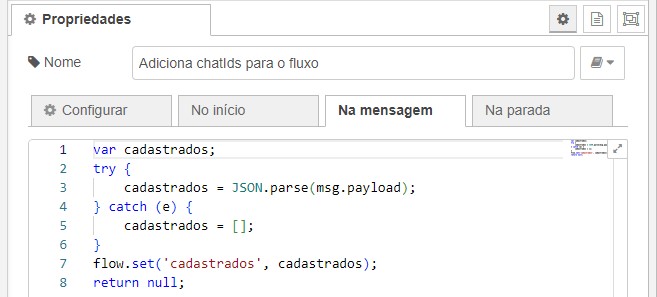 Propriedades
Nome
Adiciona chatIds para o fluxo
Configurar
No início
Na mensagem
Na parada
1 var cadastrados;
2 try {
3     cadastrados = JSON.parse(msg.payload);
4 } catch (e) {
5     cadastrados = [];
6 }
7 flow.set('cadastrados', cadastrados);
8 return null;